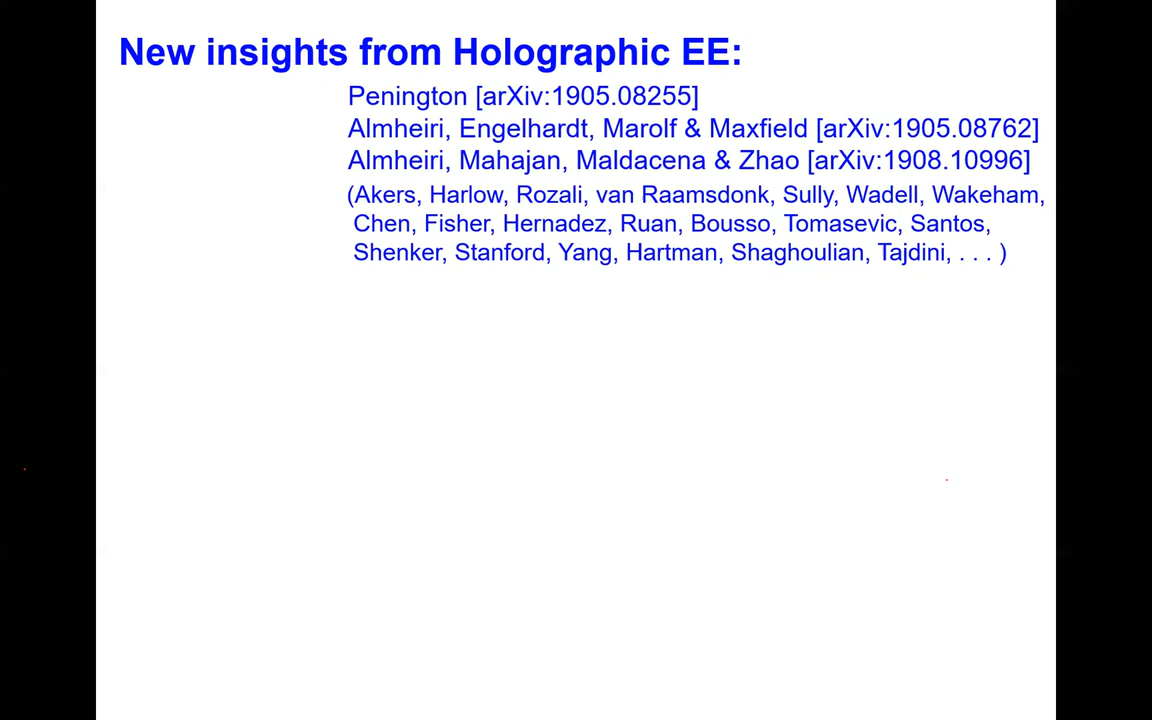 New insights from Holographic EE:
Penington [arXiv:1905.08255]
Almheiri, Engelhardt, Marolf & Maxfield [arXiv:1905.08762]
Almheiri, Mahajan, Maldacena & Zhao [arXiv:1908.10996]
(Akers, Harlow, Rozali, van Raamsdonk, Sully, Wadell, Wakeham,
Chen, Fisher, Hernadez, Ruan, Bousso, Tomasevic, Santos,
Shenker, Stanford, Yang, Hartman, Shaghoulian, Tajdini, . . . )